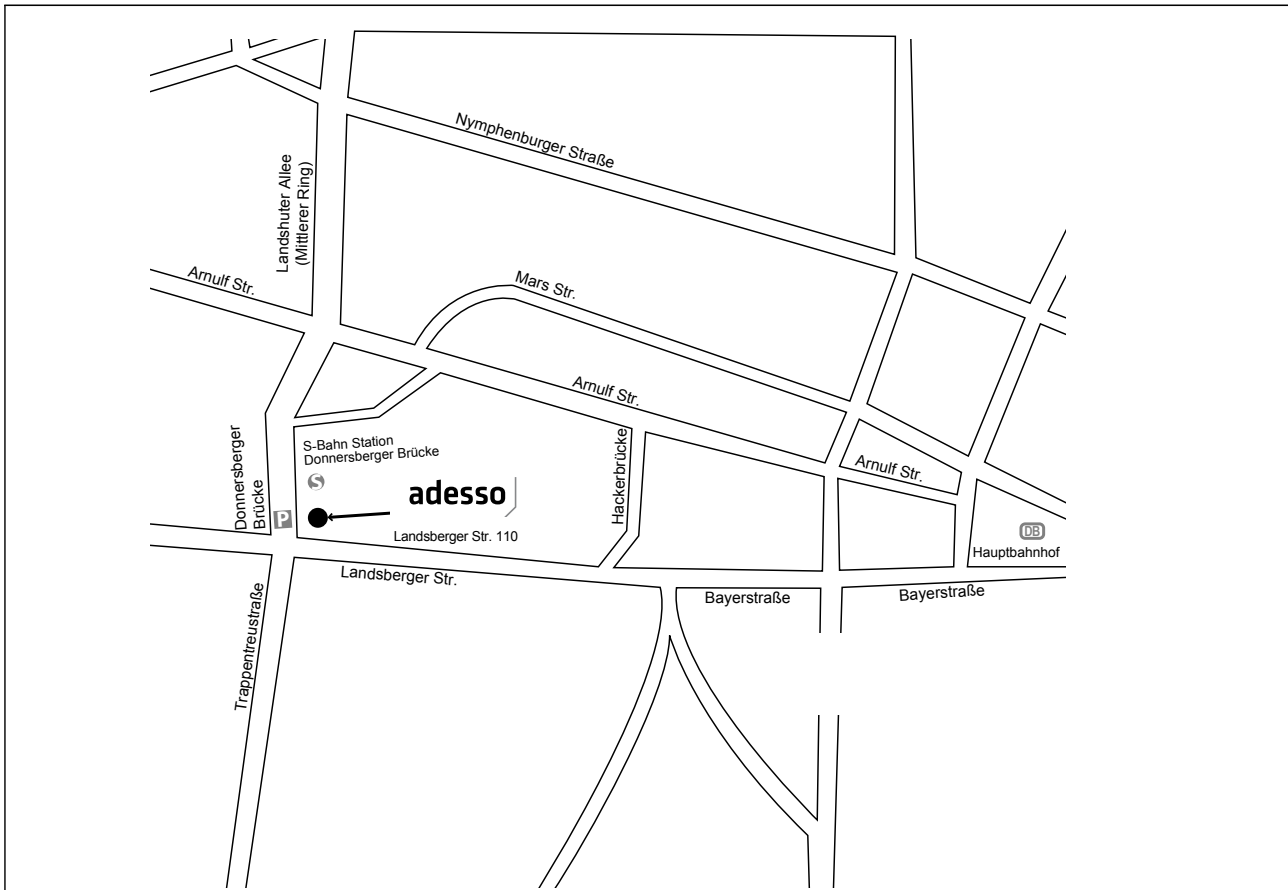 Nymphenburger Straße
Landshuter Allee
(Mittlerer Ring)
Arnulf Str.
Mars Str.
Arnulf Str.
Donnersberger
Brücke
S-Bahn Station
Donnersberger Brücke
S
Hackerbrücke
Arnulf Str.
adesso
P
Landsberger Str. 110
DB
Hauptbahnhof
Landsberger Str.
Bayerstraße
Bayerstraße
Trappentreustraße